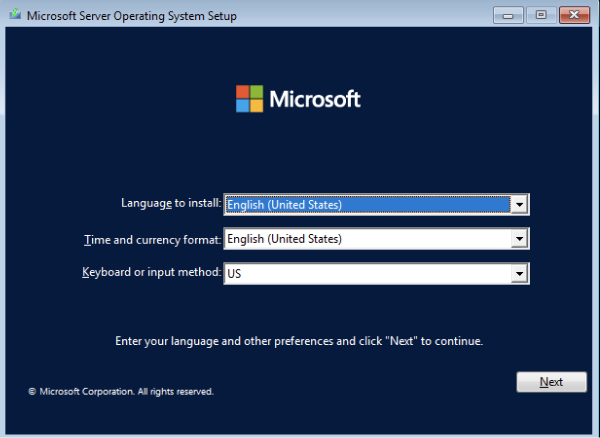 Microsoft Server Operating System Setup
Microsoft
Language to install: English (United States)
Time and currency format: English (United States)
Keyboard or input method: US
Enter your language and other preferences and click "Next" to continue.
Next
© Microsoft Corporation. All rights reserved.